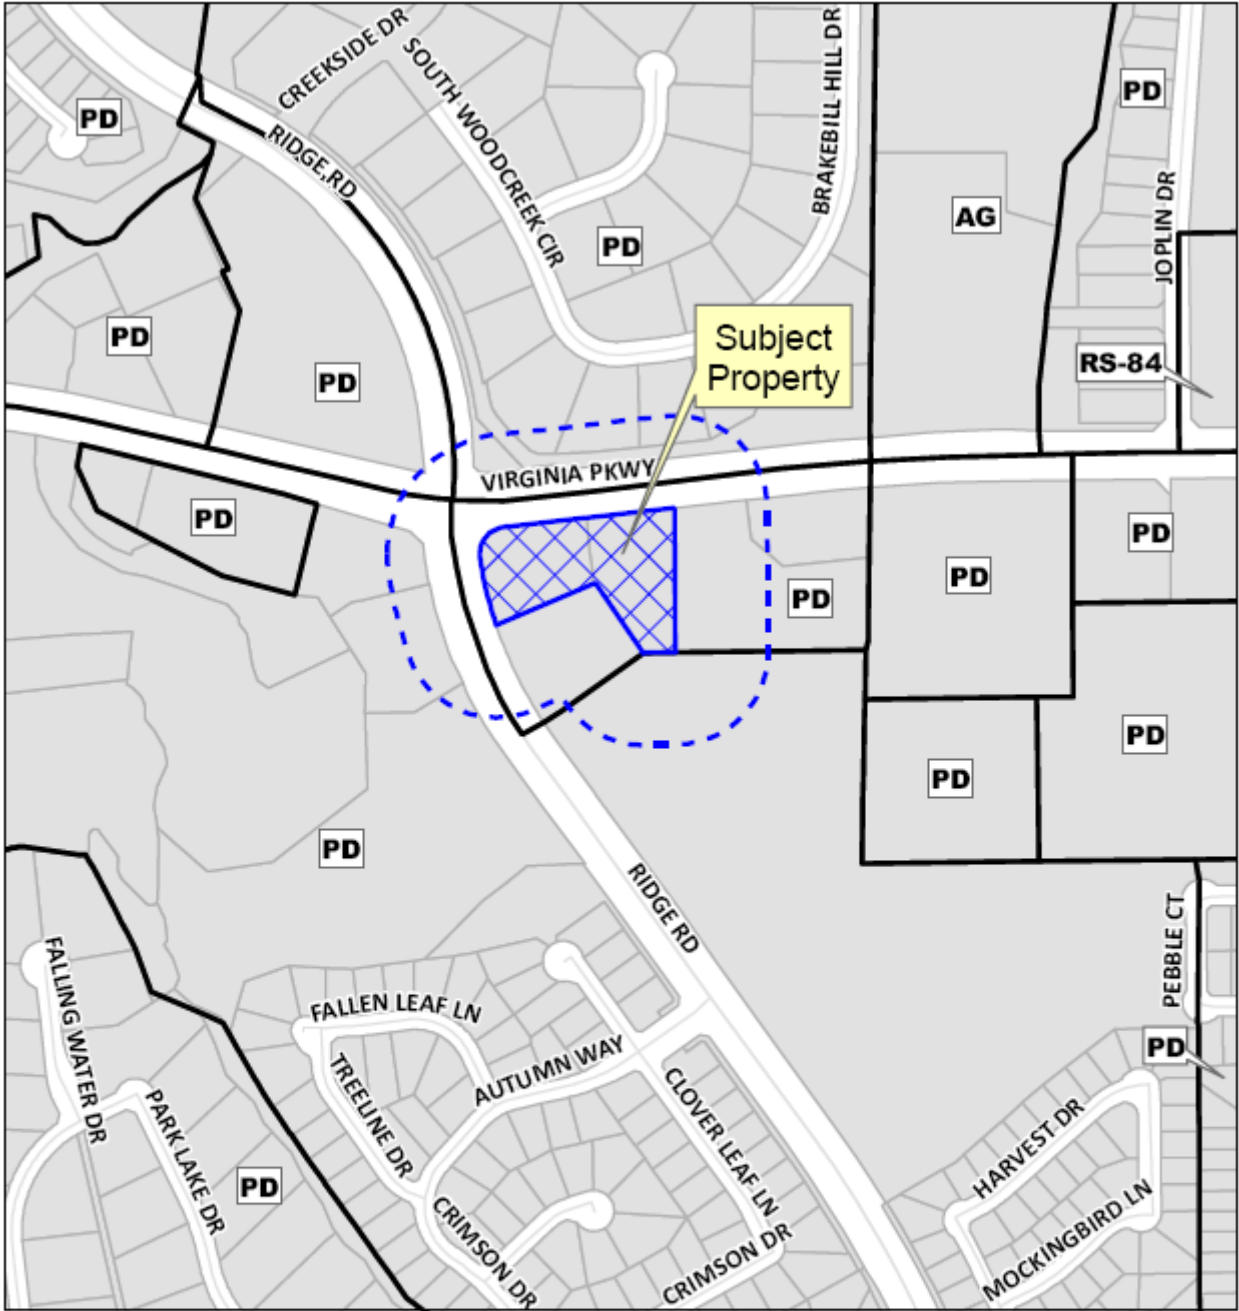 CREEKSIDE DR
SOUTH WOODCREEK CIR
BRAKEBILL HILL DR
PD
PD
RIDGE RD
JOPLIN DR
AG
PD
PD
PD
RS-84
Subject
Property
PD
VIRGINIA PKWY
PD
PD
PD
PD
PD
PD
PD
RIDGE RD
PEBBLE CT
FALLING WATER DR
FALLEN LEAF LN
PD
AUTUMN WAY
TREELINE DR
CLOVER LEAF LN
PARK LAKE DR
HARVEST DR
PD
CRIMSON DR
CRIMSON DR
MOCKINGBIRD LN